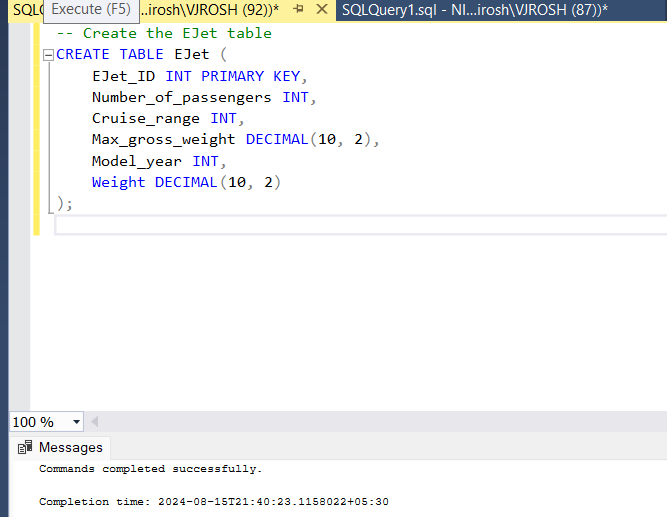 SQLC Execute (F5) ...irosh\VJROSH (92))* SQLQuery1.sql - NI...irosh\VJROSH (87))*
-- Create the EJet table
CREATE TABLE EJet (
EJet_ID INT PRIMARY KEY,
Number_of_passengers INT,
Cruise_range INT,
Max_gross_weight DECIMAL(10, 2),
Model_year INT,
Weight DECIMAL(10, 2)
);
100 %
Messages
Commands completed successfully.
Completion time: 2024-08-15T21:40:23.1158022+05:30